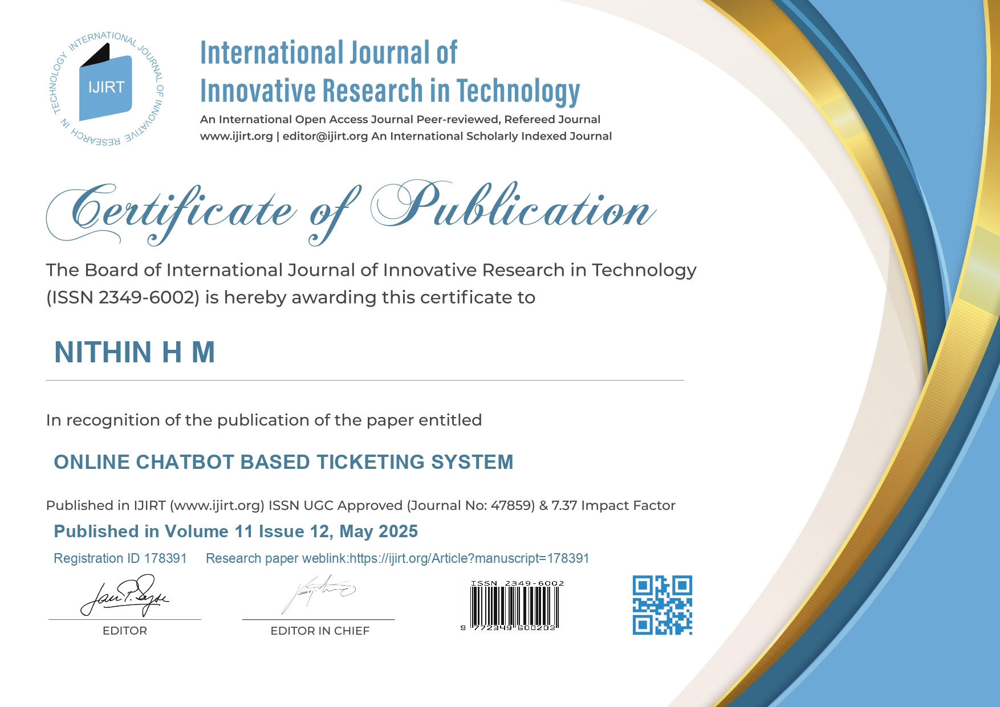 INTERNATIONAL JOURNAL OF INNOVATIVE RESEARCH IN TECHNOLOGY
IJIRT
International Journal of
Innovative Research in Technology
An International Open Access Journal Peer-reviewed, Refereed Journal
www.ijirt.org | editor@ijirt.org An International Scholarly Indexed Journal
Certificate of Publication
The Board of International Journal of Innovative Research in Technology
(ISSN 2349-6002) is hereby awarding this certificate to
NITHIN H M
In recognition of the publication of the paper entitled
ONLINE CHATBOT BASED TICKETING SYSTEM
Published in IJIRT (www.ijirt.org) ISSN UGC Approved (Journal No: 47859) & 7.37 Impact Factor
Published in Volume 11 Issue 12, May 2025
Registration ID 178391 Research paper weblink:https://ijirt.org/Article?manuscript=178391
ISSN 2349-6002
9 772349 600203
EDITOR
EDITOR IN CHIEF